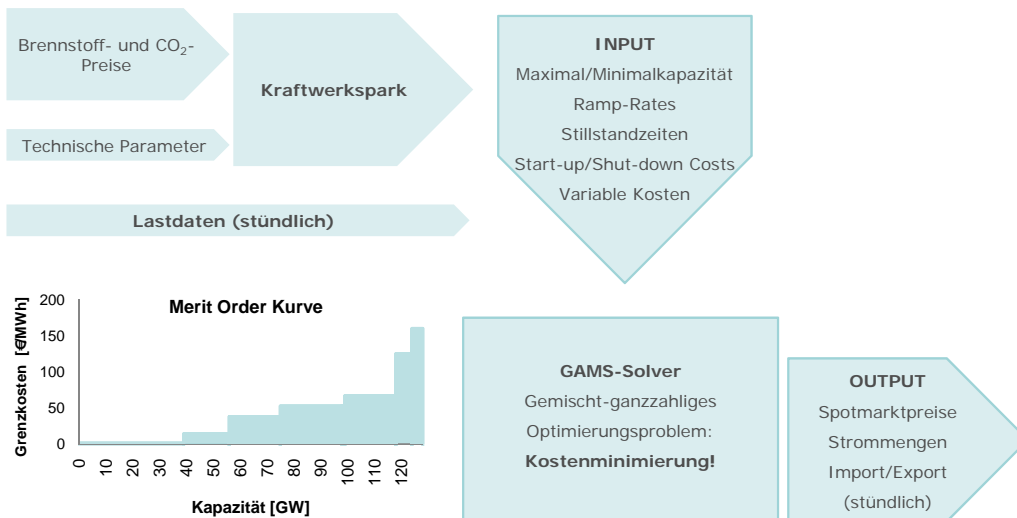 Brennstoff- und CO₂-
Preise
Kraftwerkspark
Technische Parameter
Lastdaten (stündlich)
INPUT
Maximal/Minimalkapazität
Ramp-Rates
Stillstandzeiten
Start-up/Shut-down Costs
Variable Kosten
Merit Order Kurve
Grenzkosten [€/MWh]
200
150
100
50
0
0 10 20 30 40 50 60 70 80 90 100 110 120
Kapazität [GW]
GAMS-Solver
Gemischt-ganzzahliges
Optimierungsproblem:
Kostenminimierung!
OUTPUT
Spotmarktpreise
Strommengen
Import/Export
(stündlich)